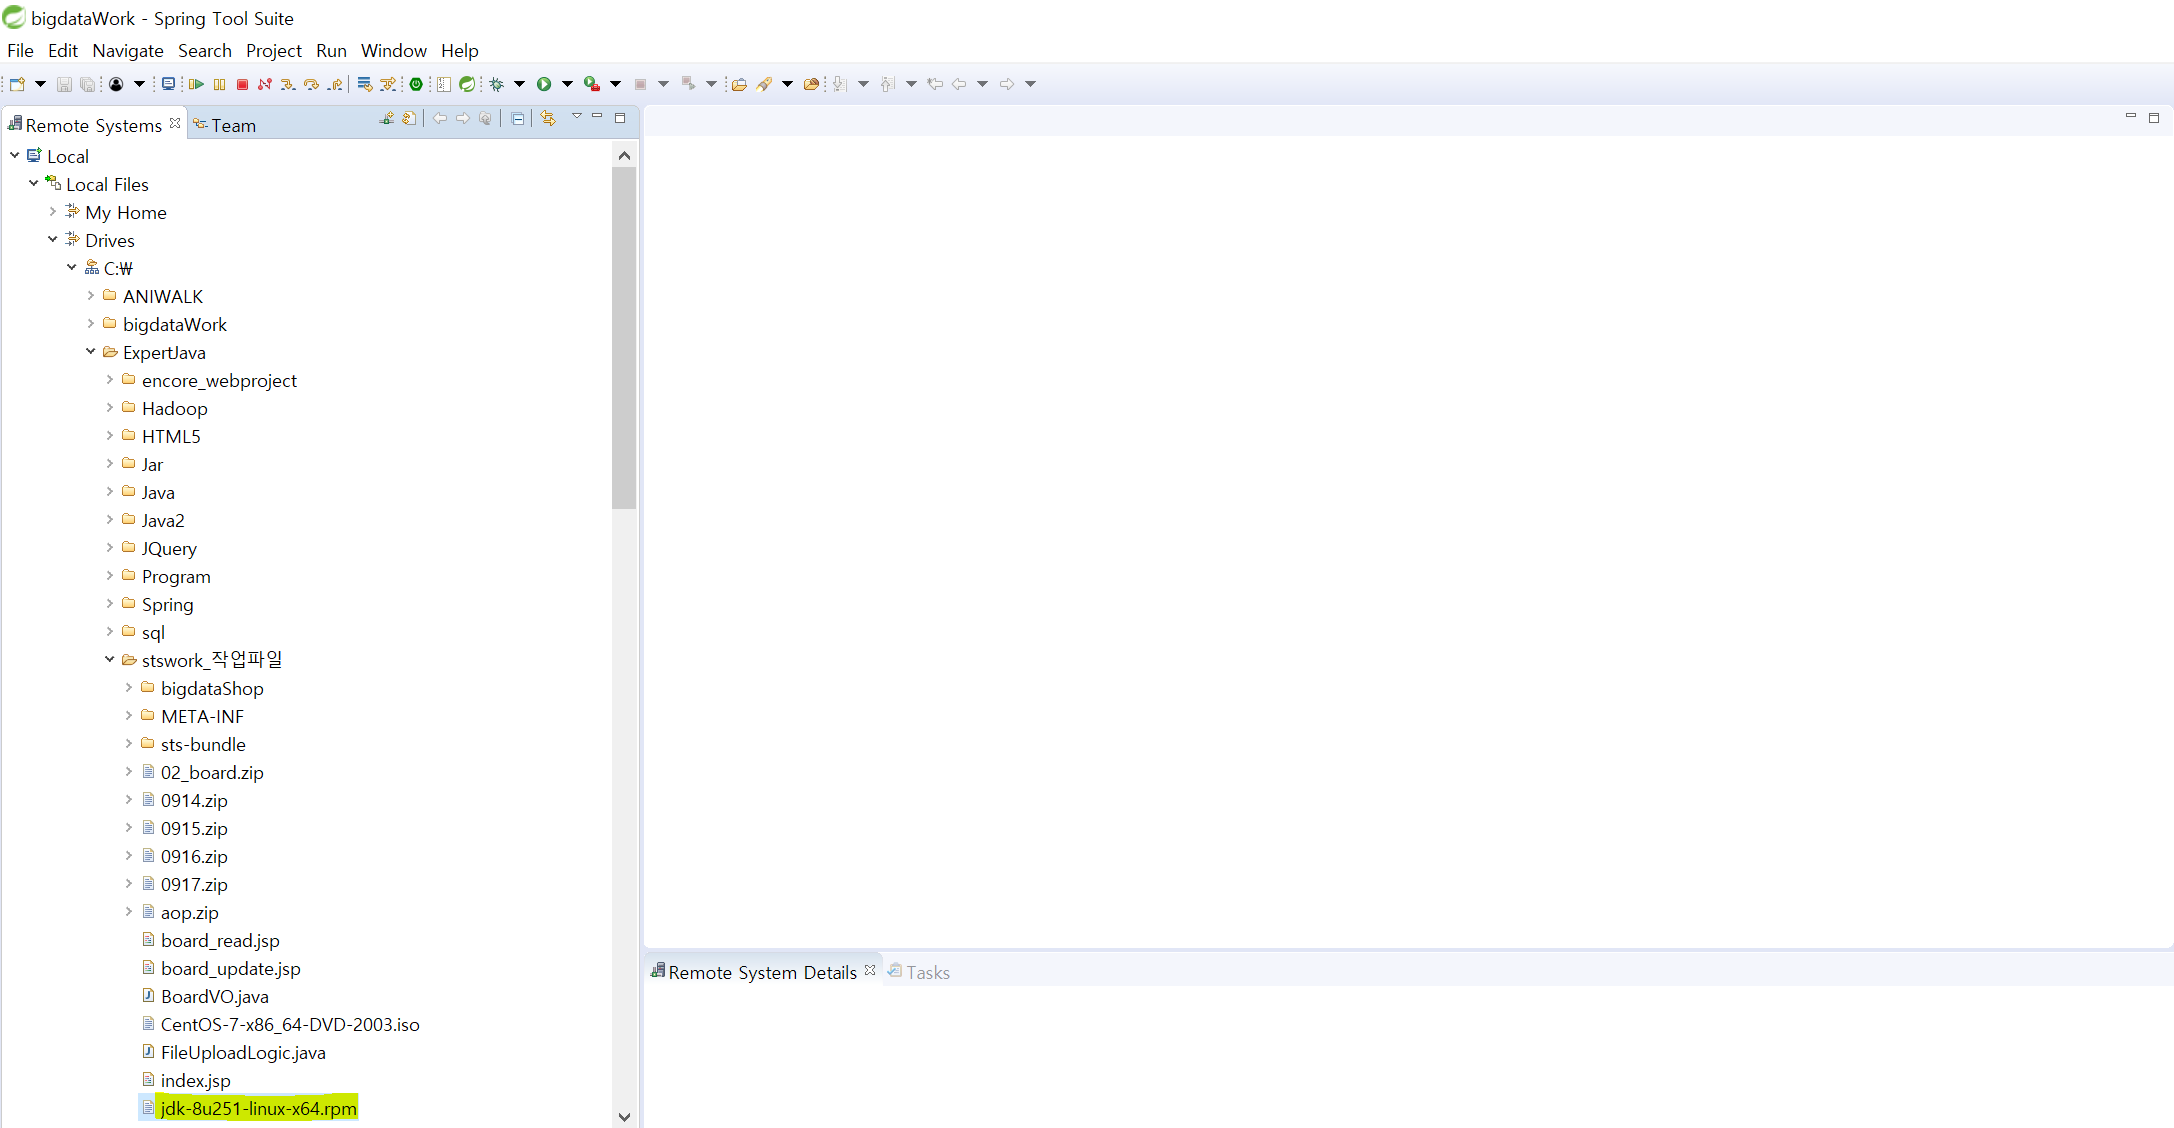 bigdataWork - Spring Tool Suite
File Edit Navigate Search Project Run Window Help
Remote Systems Team
Local
Local Files
My Home
Drives
C:₩
ANIWALK
bigdataWork
ExpertJava
encore_webproject
Hadoop
HTML5
Jar
Java
Java2
JQuery
Program
Spring
sql
stswork_작업파일
bigdataShop
META-INF
sts-bundle
02_board.zip
0914.zip
0915.zip
0916.zip
0917.zip
aop.zip
board_read.jsp
board_update.jsp
BoardVO.java
CentOS-7-x86_64-DVD-2003.iso
FileUploadLogic.java
index.jsp
jdk-8u251-linux-x64.rpm
Remote System Details Tasks